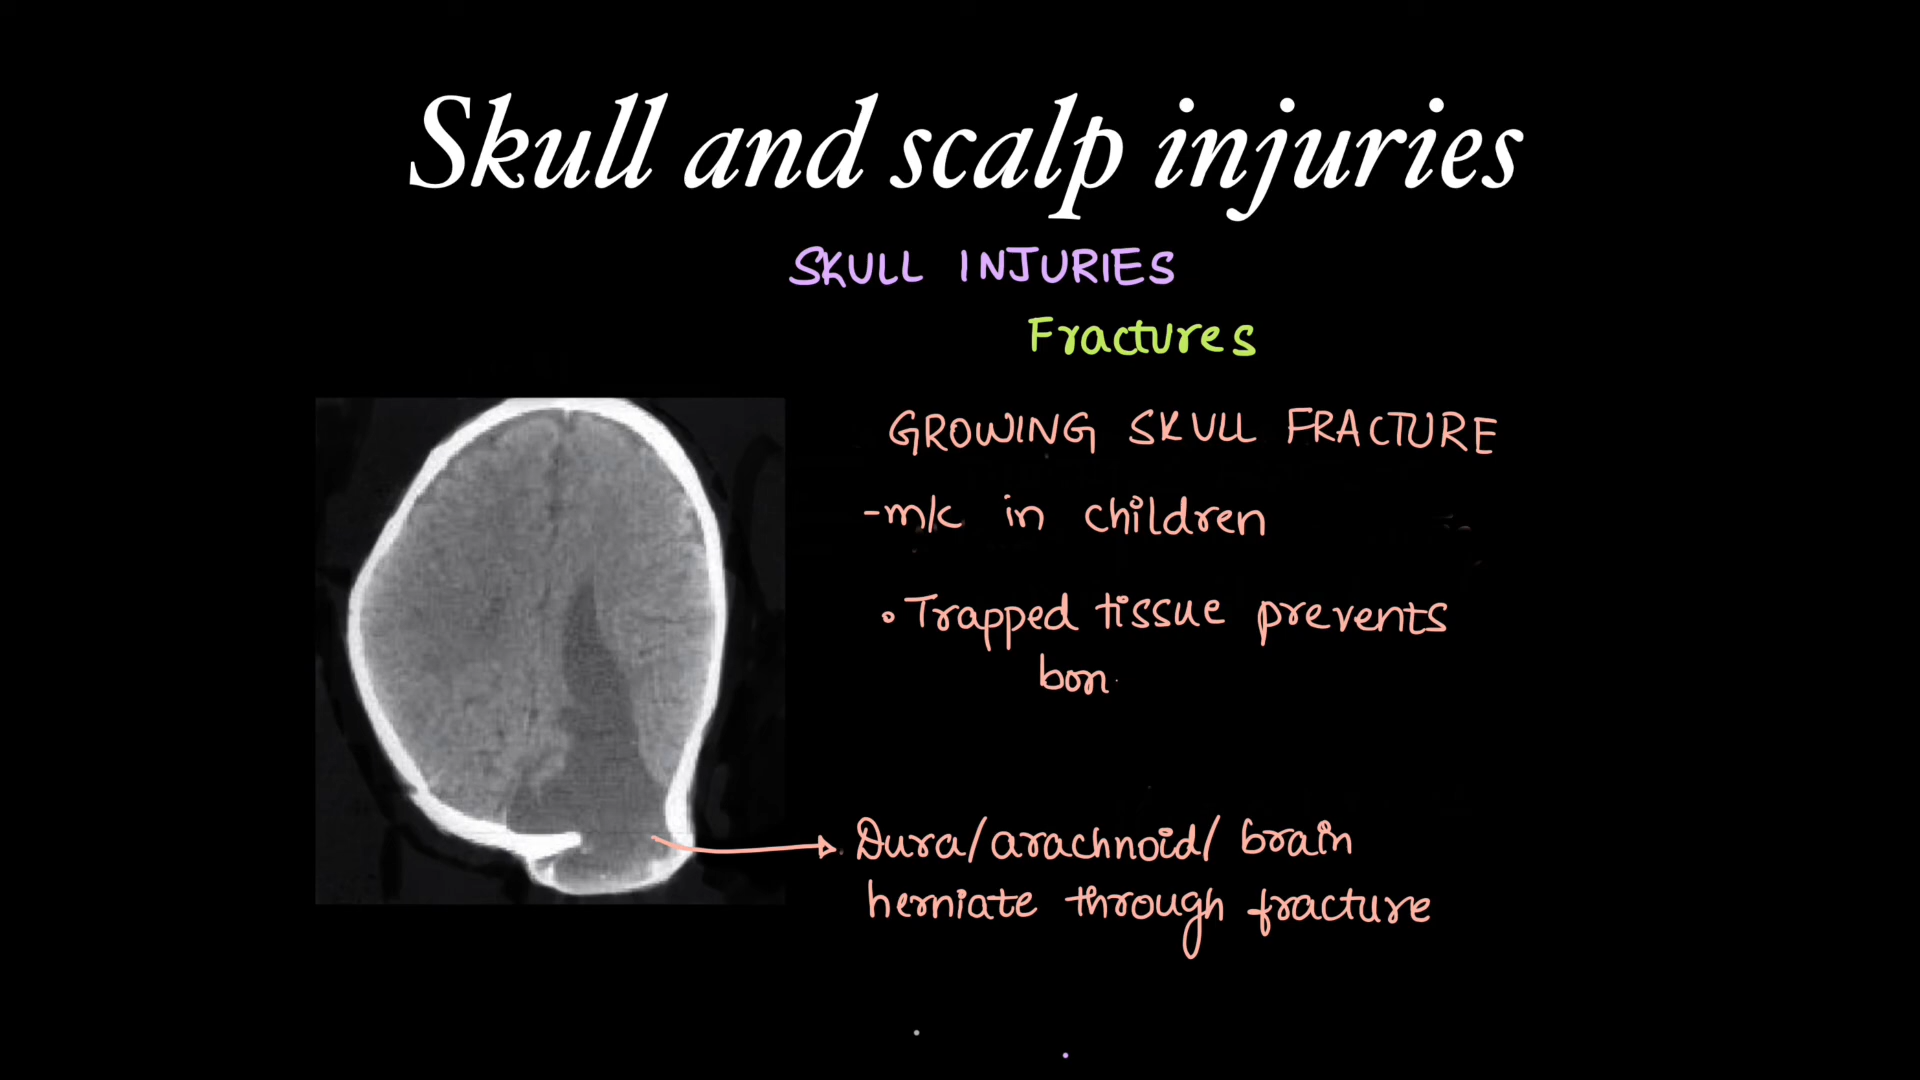 Skull and scalp injuries
SKULL INJURIES
Fractures
GROWING SKULL FRACTURE
-m/c in children
• Trapped tissue prevents
bon
Dura/arachnoid/ brain
herniate through fracture